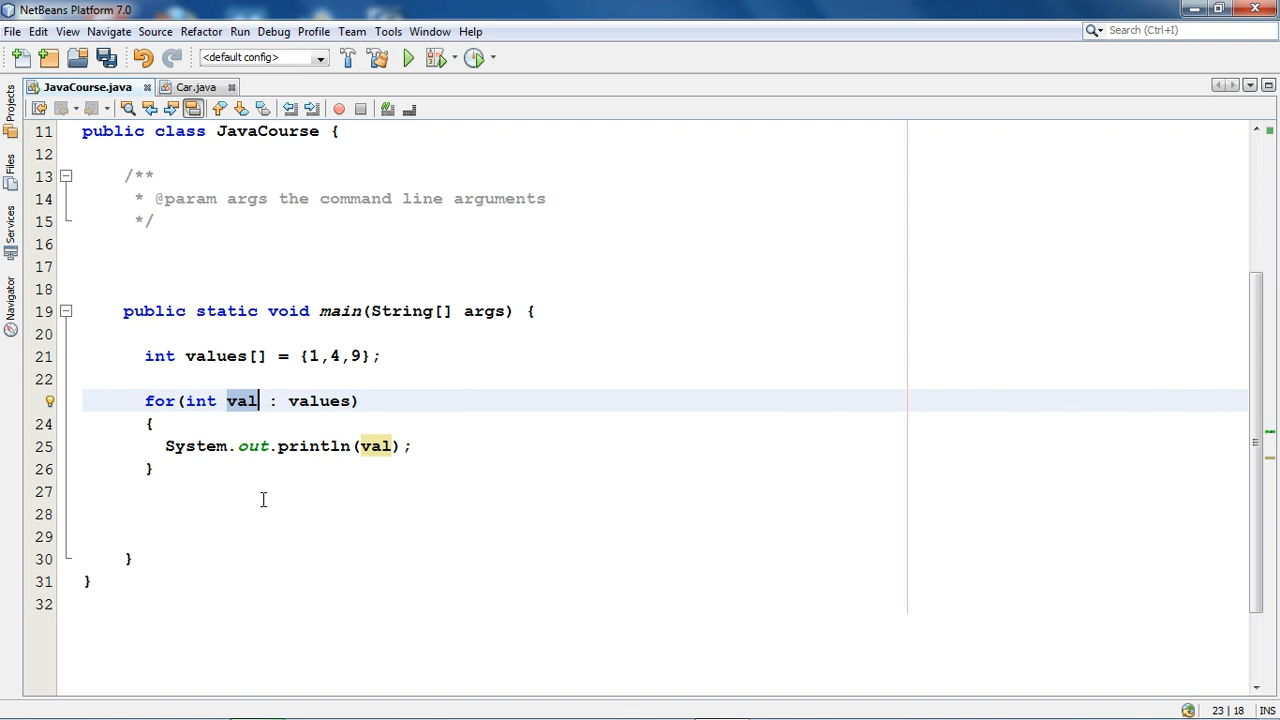 NetBeans Platform 7.0
File Edit View Navigate Source Refactor Run Debug Profile Team Tools Window Help
Search (Ctrl+I)
<default config>
JavaCourse.java
Car.java
Projects
Files
Services
Navigator
11 public class JavaCourse {
12
13 /**
14 * @param args the command line arguments
15 */
16
17
18
19 public static void main(String[] args) {
20
21 int values[] = {1,4,9};
22
for(int val : values)
24 {
25 System.out.println(val);
26 }
27
28
29
30 }
31 }
32
23 | 18 INS